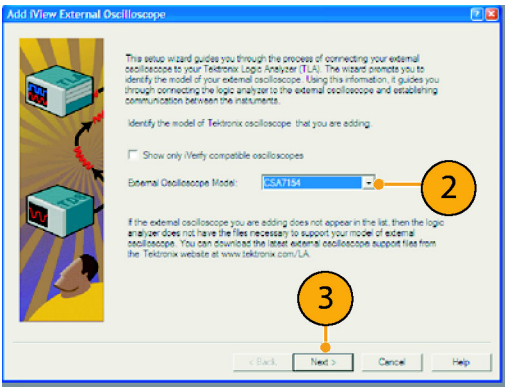 Add iView External Oscilloscope
TLA
TDS
This setup wizard guides you through the process of connecting your external
oscilloscope to your Tektronix Logic Analyzer (TLA). The wizard prompts you to
identify the model of your external oscilloscope. Using this information, it guides you
through connecting the logic analyzer to the external oscilloscope and establishing
communication between the instruments.
Identify the model of Tektronix oscilloscope that you are adding.
Show only iVerify compatible oscilloscopes
External Oscilloscope Model: CSA7154
2
If the external oscilloscope you are adding does not appear in the list, then the logic
analyzer does not have the files necessary to support your model of external
oscilloscope. You can download the latest external oscilloscope support files from
the Tektronix website at www.tektronix.com/LA.
3
< Back Next > Cancel Help